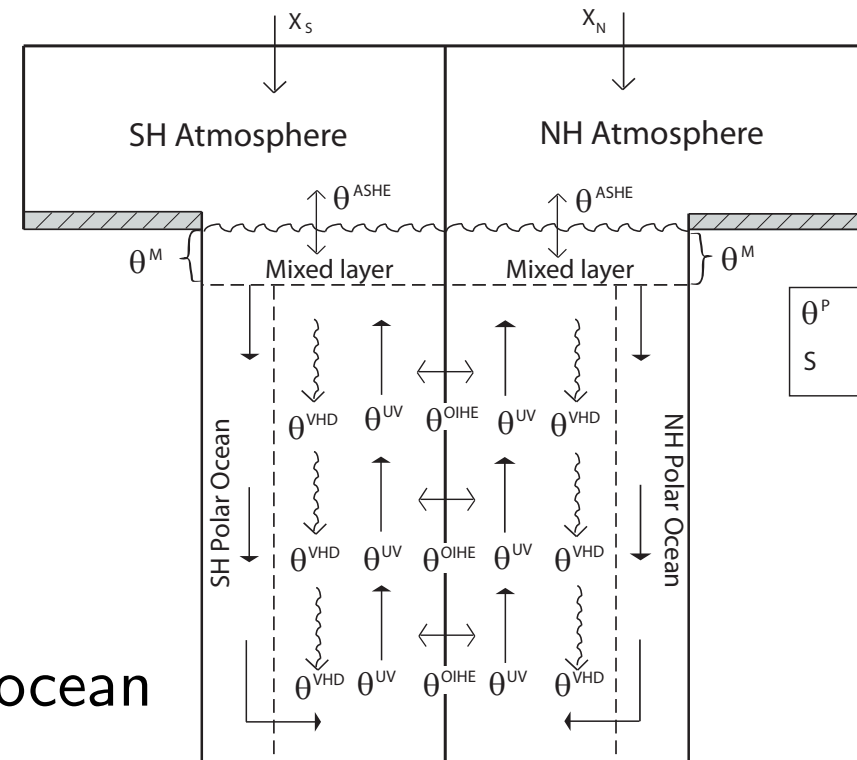 X_S X_N
SH Atmosphere NH Atmosphere
θ^ASHE θ^ASHE
θ^M Mixed layer Mixed layer θ^M
θ^P
S
θ^VHD θ^UV θ^OIHE θ^UV θ^VHD
SH Polar Ocean
NH Polar Ocean
θ^VHD θ^UV θ^OIHE θ^UV θ^VHD
θ^VHD θ^UV θ^OIHE θ^UV θ^VHD
ocean